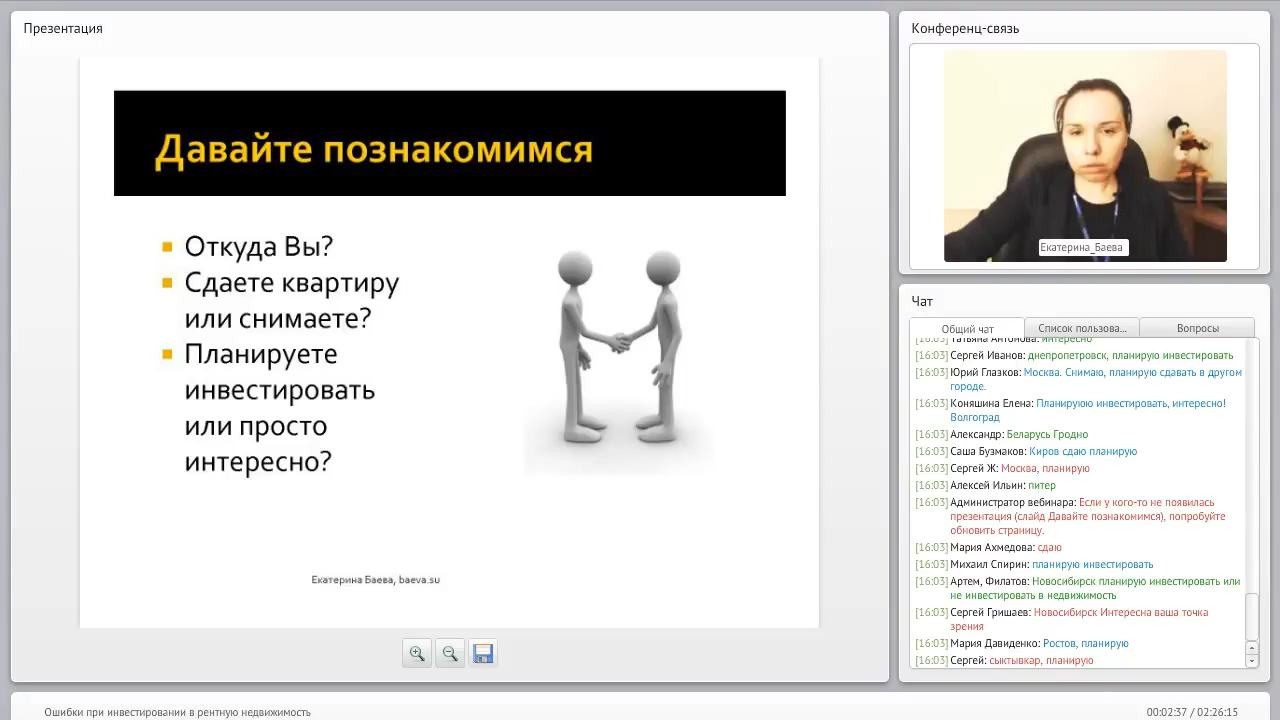 Презентация
Давайте познакомимся
Откуда Вы?
Сдаете квартиру
или снимаете?
Планируете
инвестировать
или просто
интересно?
Екатерина Баева, baeva.su
Конференц-связь
Екатерина_Баева
Чат
Общий чат
Список пользова...
Вопросы
[16:03] Татьяна Антонова: интересно
[16:03] Сергей Иванов: днепропетровск, планирую инвестировать
[16:03] Юрий Глазков: Москва. Снимаю, планирую сдавать в другом
городе.
[16:03] Коняшина Елена: Планируюю инвестировать, интересно!
Волгоград
[16:03] Александр: Беларусь Гродно
[16:03] Саша Бузмаков: Киров сдаю планирую
[16:03] Сергей Ж: Москва, планирую
[16:03] Алексей Ильин: питер
[16:03] Администратор вебинара: Если у кого-то не появилась
презентация (слайд Давайте познакомимся), попробуйте
обновить страницу.
[16:03] Мария Ахмедова: сдаю
[16:03] Михаил Спирин: планирую инвестировать
[16:03] Артем, Филатов: Новосибирск планирую инвестировать или
не инвестировать в недвижимость
[16:03] Сергей Гришаев: Новосибирск Интересна ваша точка
зрения
[16:03] Мария Давиденко: Ростов, планирую
[16:03] Сергей: сыктывкар, планирую
Ошибки при инвестировании в рентную недвижимость
00:02:37 / 02:26:15